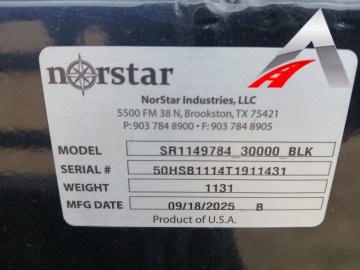 norstar
NorStar Industries, LLC
5500 FM 38 N, Brookston, TX 75421
P: 903 784 8900 • F: 903 784 8905
MODEL SR1149784_30000_BLK
SERIAL # 50HSB1114T1911431
WEIGHT 1131
MFG DATE 09/18/2025 B
Product of U.S.A.